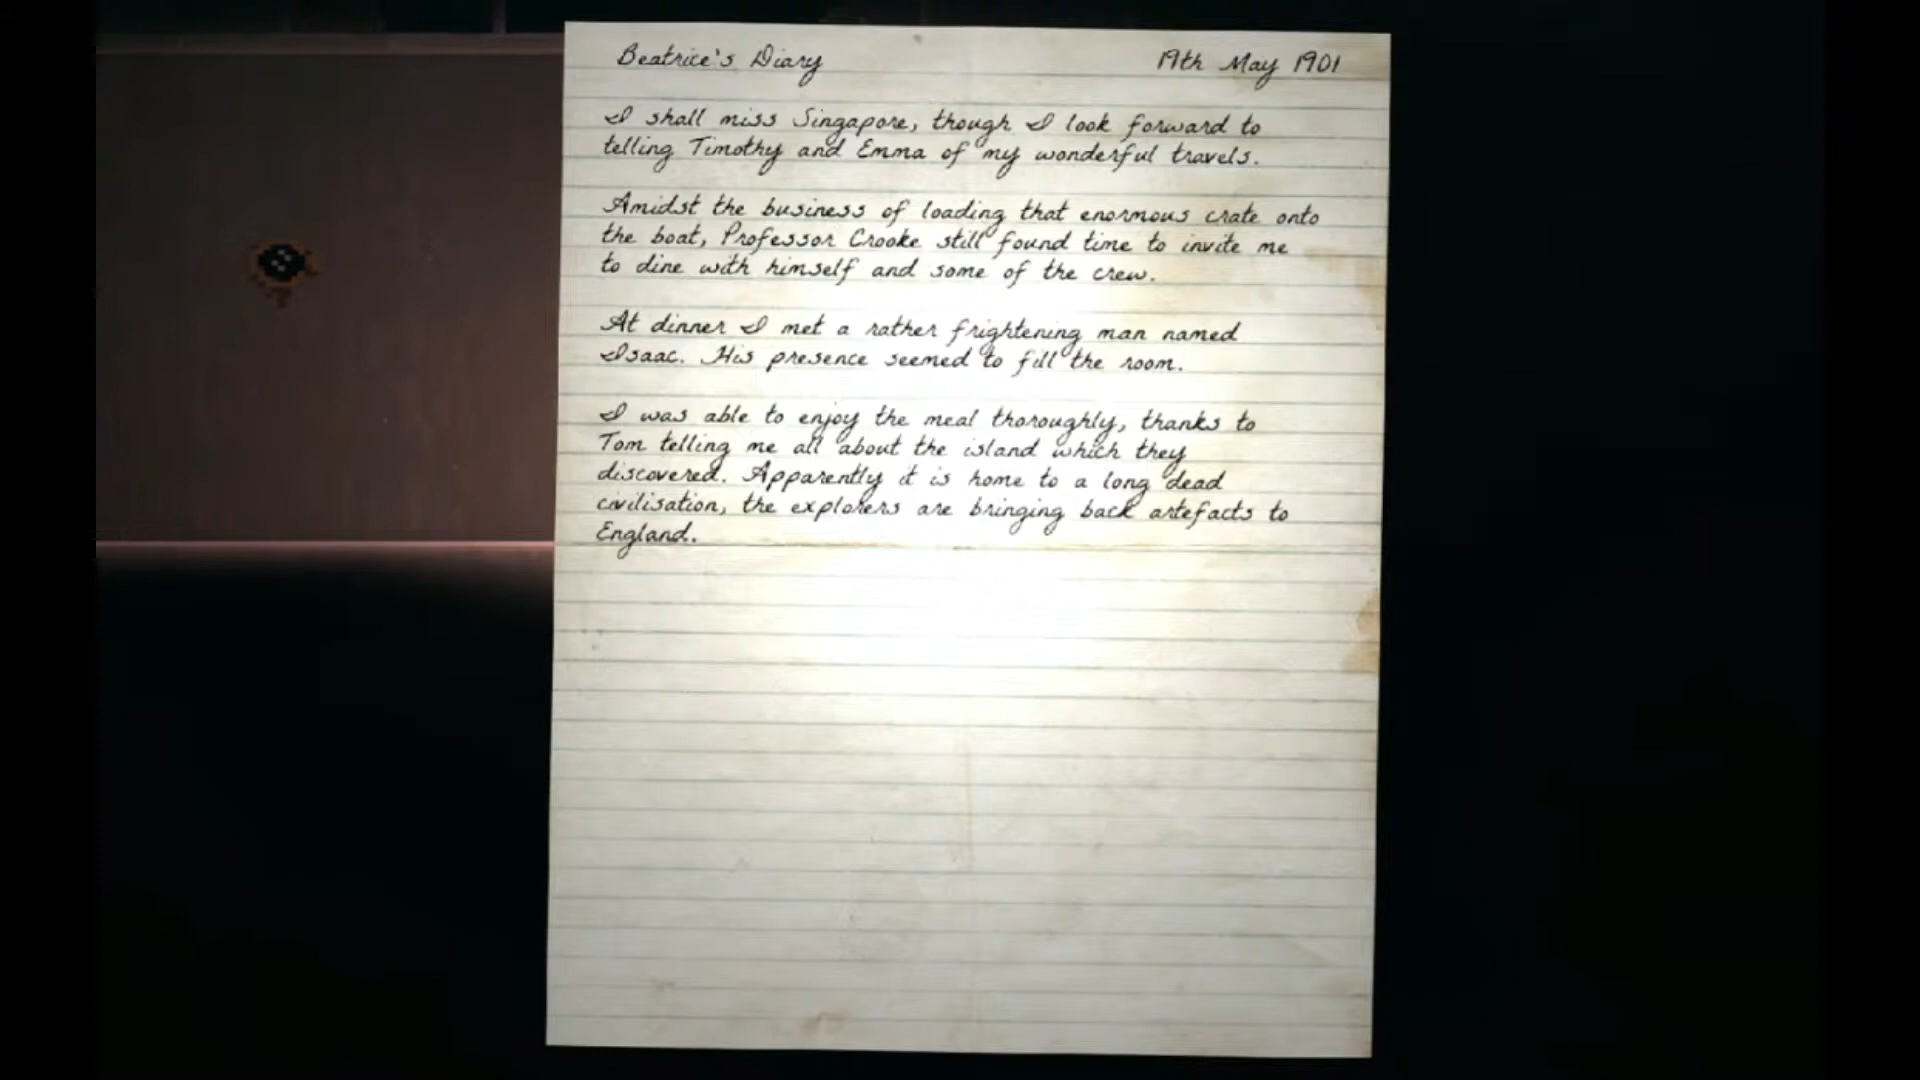 Beatrice's Diary
19th May 1901
I shall miss Singapore, though I look forward to
telling Timothy and Emma of my wonderful travels.
Amidst the business of loading that enormous crate onto
the boat, Professor Crooke still found time to invite me
to dine with himself and some of the crew.
At dinner I met a rather frightening man named
Isaac. His presence seemed to fill the room.
I was able to enjoy the meal thoroughly, thanks to
Tom telling me all about the island which they
discovered. Apparently it is home to a long dead
civilisation, the explorers are bringing back artefacts to
England.